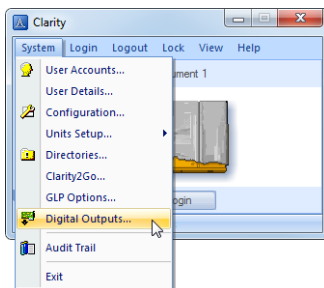 Clarity
System Login Logout Lock View Help
User Accounts...
ument 1
User Details...
Configuration...
Units Setup...
Directories...
Clarity2Go...
GLP Options...
ogin
Digital Outputs...
Audit Trail
Exit